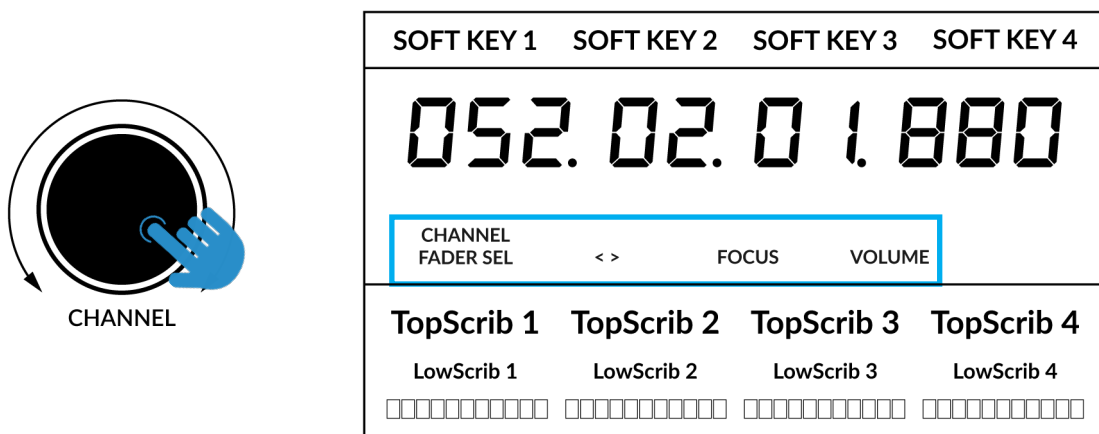 SOFT KEY 1 SOFT KEY 2 SOFT KEY 3 SOFT KEY 4
052.02.01.880
CHANNEL
FADER SEL < > FOCUS VOLUME
CHANNEL
TopScrib 1 TopScrib 2 TopScrib 3 TopScrib 4
LowScrib 1 LowScrib 2 LowScrib 3 LowScrib 4